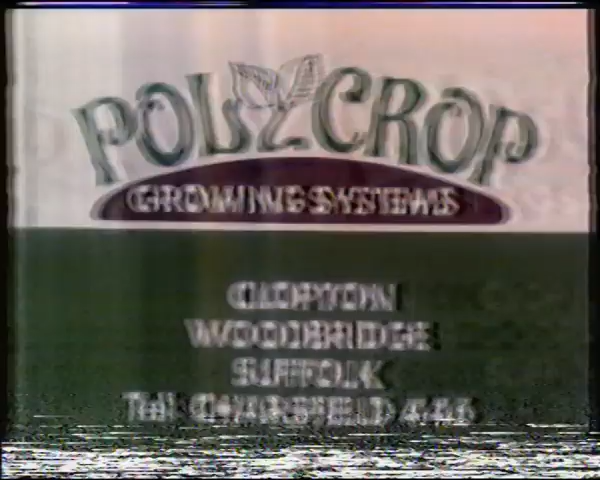 POLYCROP
GROWING SYSTEMS
CLOPTON
WOODBRIDGE
SUFFOLK
Tel: CHARSFIELD